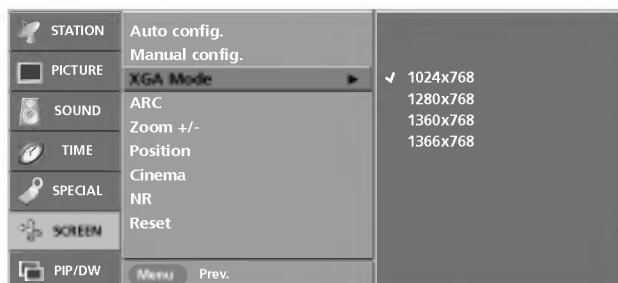 STATION
PICTURE
SOUND
TIME
SPECIAL
SCREEN
PIP/DW
Auto config.
Manual config.
XGA Mode
ARC
Zoom +/-
Position
Cinema
NR
Reset
Menu Prev.
1024x768
1280x768
1360x768
1366x768